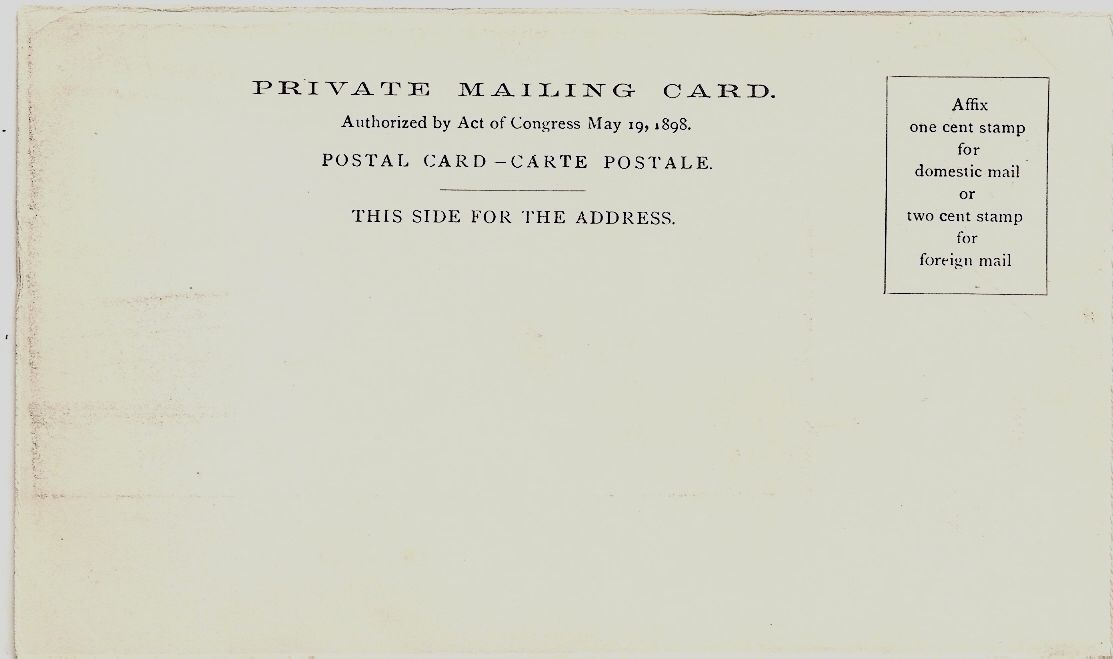 PRIVATE MAILING CARD.
Authorized by Act of Congress May 19, 1898.
POSTAL CARD – CARTE POSTALE.
THIS SIDE FOR THE ADDRESS.
Affix
one cent stamp
for
domestic mail
or
two cent stamp
for
foreign mail